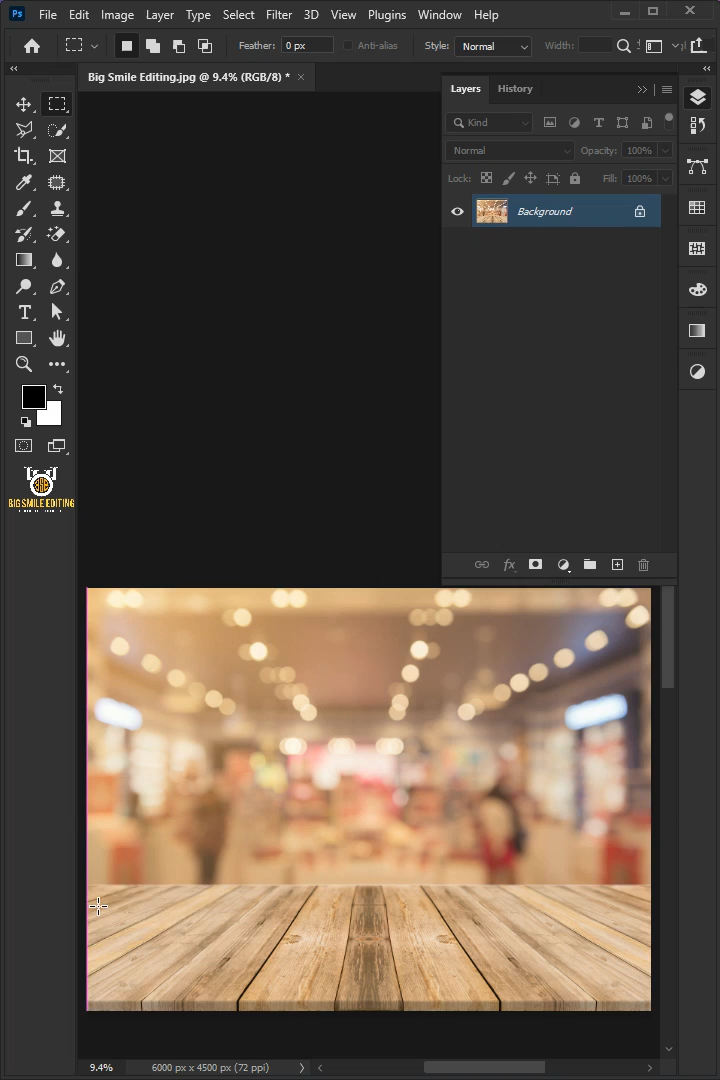 Ps File Edit Image Layer Type Select Filter 3D View Plugins Window Help
Feather: 0 px Anti-alias Style: Normal Width:
Big Smile Editing.jpg @ 9.4% (RGB/8) * ×
Layers History
Kind
Normal Opacity: 100%
Lock: Fill: 100%
Background
fx
BIG SMILE EDITING
9.4% 6000 px x 4500 px (72 ppi)